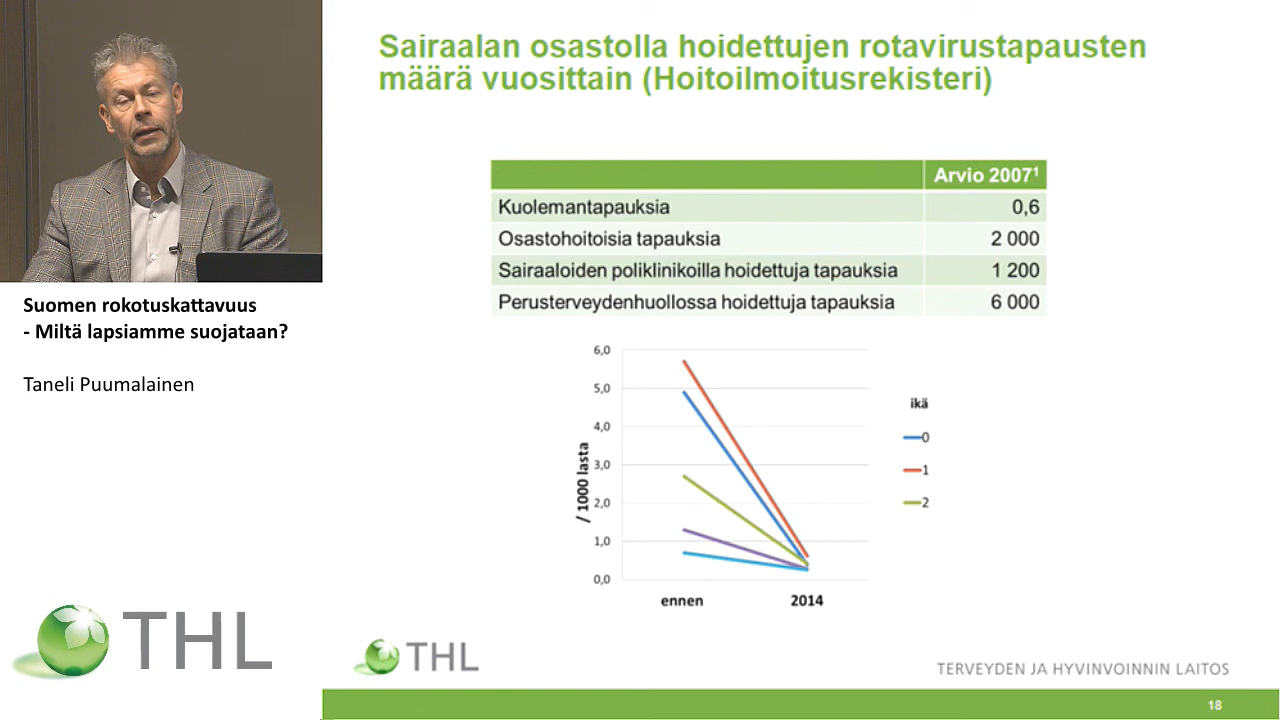 Sairaalan osastolla hoidettujen rotavirustapausten
määrä vuosittain (Hoitoilmoitusrekisteri)
Arvio 2007¹
Kuolemantapauksia 0,6
Osastohoitoisia tapauksia 2 000
Sairaaloiden poliklinikoilla hoidettuja tapauksia 1 200
Perusterveydenhuollossa hoidettuja tapauksia 6 000
Suomen rokotuskattavuus
- Miltä lapsiamme suojataan?
Taneli Puumalainen
6,0
5,0
4,0
3,0
2,0
1,0
0,0
/ 1000 lasta
ennen 2014
ikä
0
1
2
THL
THL
TERVEYDEN JA HYVINVOINNIN LAITOS
18